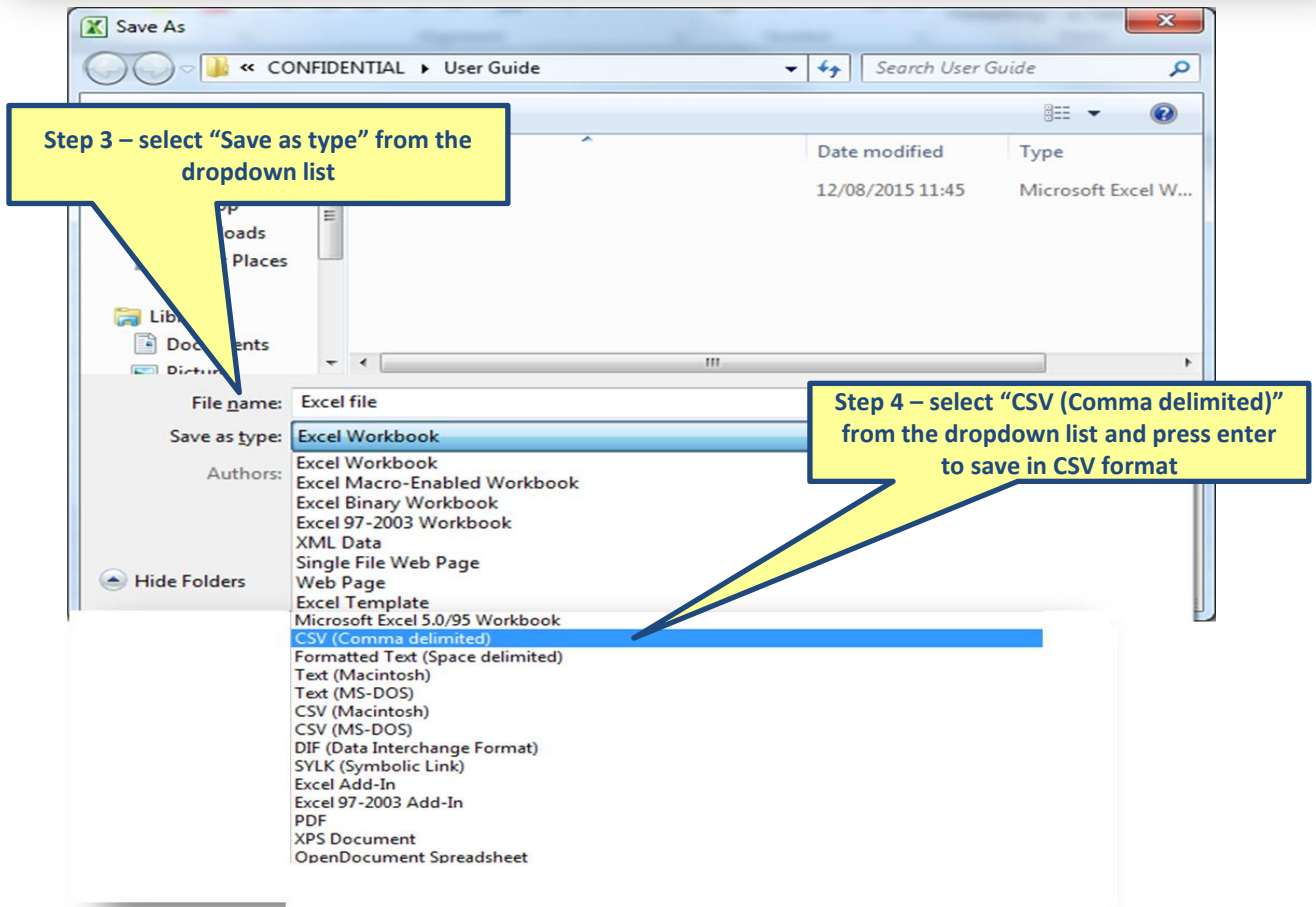 Save As
« CONFIDENTIAL ▸ User Guide
Search User Guide
Step 3 – select “Save as type” from the
dropdown list
Date modified
Type
12/08/2015 11:45
Microsoft Excel W...
oads
Places
Documents
File name:
Excel file
Save as type:
Excel Workbook
Step 4 – select “CSV (Comma delimited)”
from the dropdown list and press enter
to save in CSV format
Authors:
Excel Workbook
Excel Macro-Enabled Workbook
Excel Binary Workbook
Excel 97-2003 Workbook
XML Data
Single File Web Page
Web Page
Excel Template
Hide Folders
Microsoft Excel 5.0/95 Workbook
CSV (Comma delimited)
Formatted Text (Space delimited)
Text (Macintosh)
Text (MS-DOS)
CSV (Macintosh)
CSV (MS-DOS)
DIF (Data Interchange Format)
SYLK (Symbolic Link)
Excel Add-In
Excel 97-2003 Add-In
PDF
XPS Document
OpenDocument Spreadsheet